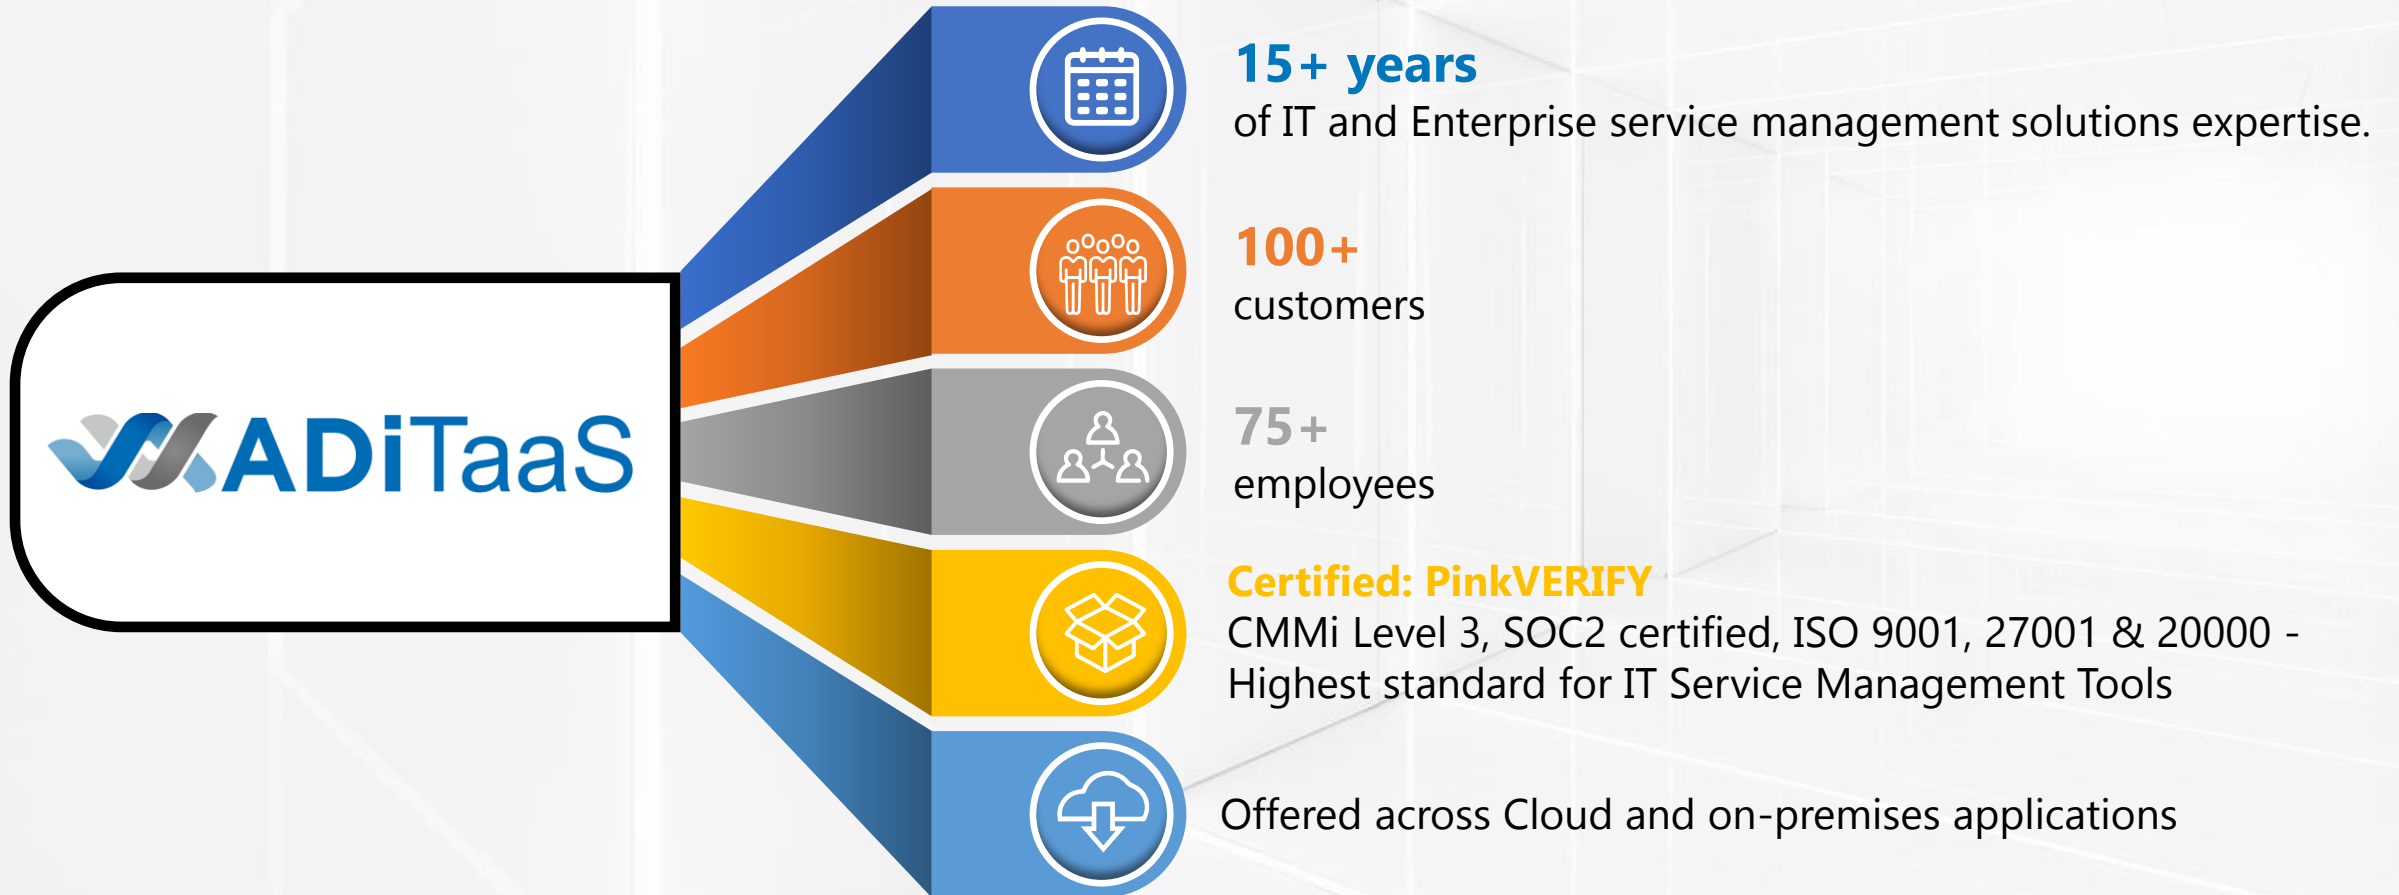 ADiTaaS
15+ years
of IT and Enterprise service management solutions expertise.
100+
customers
75+
employees
Certified: PinkVERIFY
CMMi Level 3, SOC2 certified, ISO 9001, 27001 & 20000 -
Highest standard for IT Service Management Tools
Offered across Cloud and on-premises applications